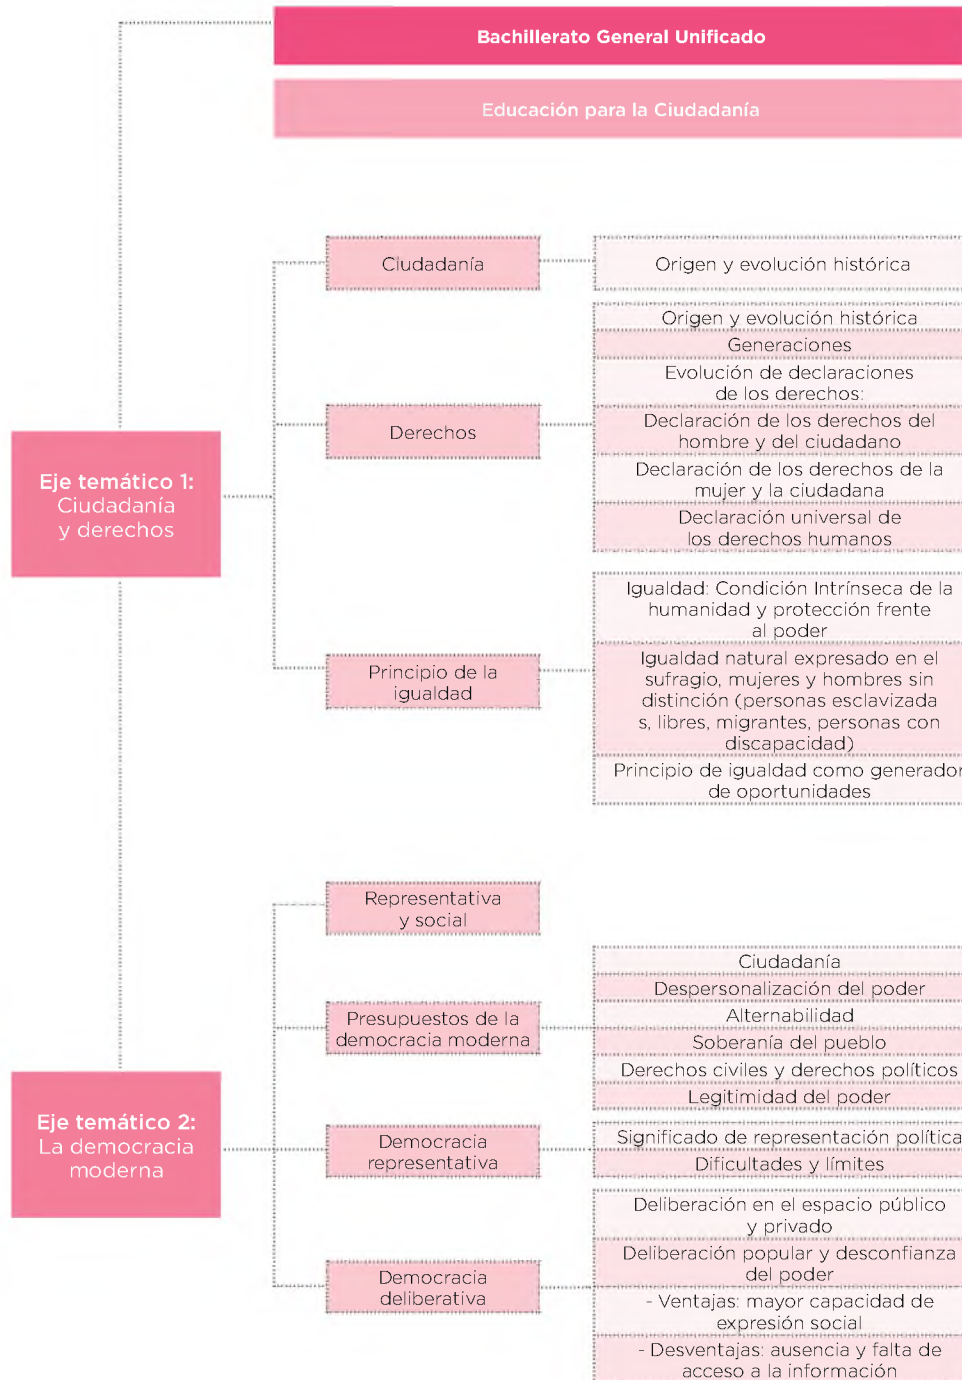 Bachillerato General Unificado
Educación para la Ciudadanía
Eje temático 1:
Ciudadanía
y derechos
Ciudadanía
Origen y evolución histórica
Derechos
Origen y evolución histórica
Generaciones
Evolución de declaraciones
de los derechos:
Declaración de los derechos del
hombre y del ciudadano
Declaración de los derechos de la
mujer y la ciudadana
Declaración universal de
los derechos humanos
Principio de la
igualdad
Igualdad: Condición Intrínseca de la
humanidad y protección frente
al poder
Igualdad natural expresado en el
sufragio, mujeres y hombres sin
distinción (personas esclavizada
s, libres, migrantes, personas con
discapacidad)
Principio de igualdad como generador
de oportunidades
Eje temático 2:
La democracia
moderna
Representativa
y social
Presupuestos de la
democracia moderna
Ciudadanía
Despersonalización del poder
Alternabilidad
Soberanía del pueblo
Derechos civiles y derechos políticos
Legitimidad del poder
Democracia
representativa
Significado de representación política
Dificultades y límites
Democracia
deliberativa
Deliberación en el espacio público
y privado
Deliberación popular y desconfianza
del poder
- Ventajas: mayor capacidad de
expresión social
- Desventajas: ausencia y falta de
acceso a la información